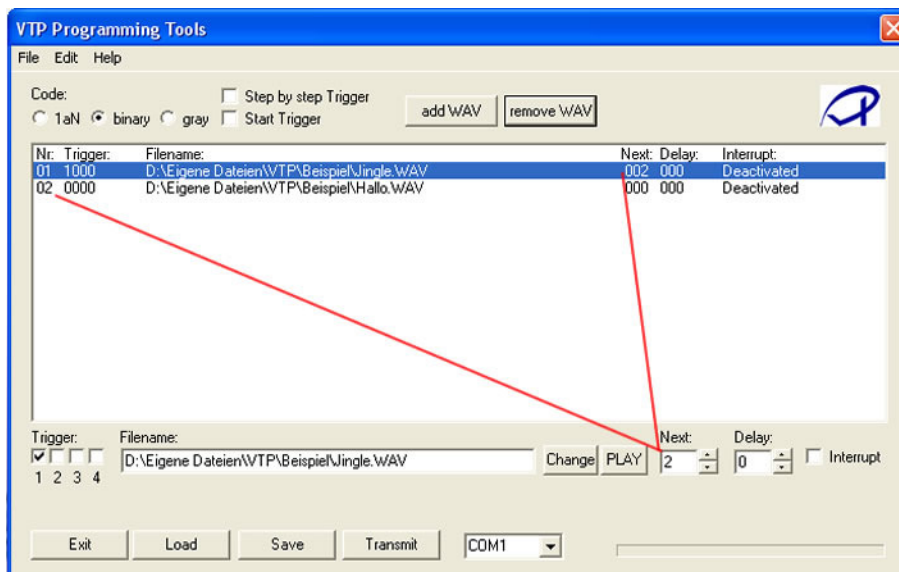 VTP Programming Tools
File Edit Help
Code:
1aN binary gray
Step by step Trigger
Start Trigger
add WAV remove WAV
Nr: Trigger: Filename: Next: Delay: Interrupt:
01 1000 D:\Eigene Dateien\VTP\Beispiel\Jingle.WAV 002 000 Deactivated
02 0000 D:\Eigene Dateien\VTP\Beispiel\Hallo.WAV 000 000 Deactivated
Trigger: Filename: Next: Delay:
D:\Eigene Dateien\VTP\Beispiel\Jingle.WAV Change PLAY 2 0 Interrupt
1 2 3 4
Exit Load Save Transmit COM1